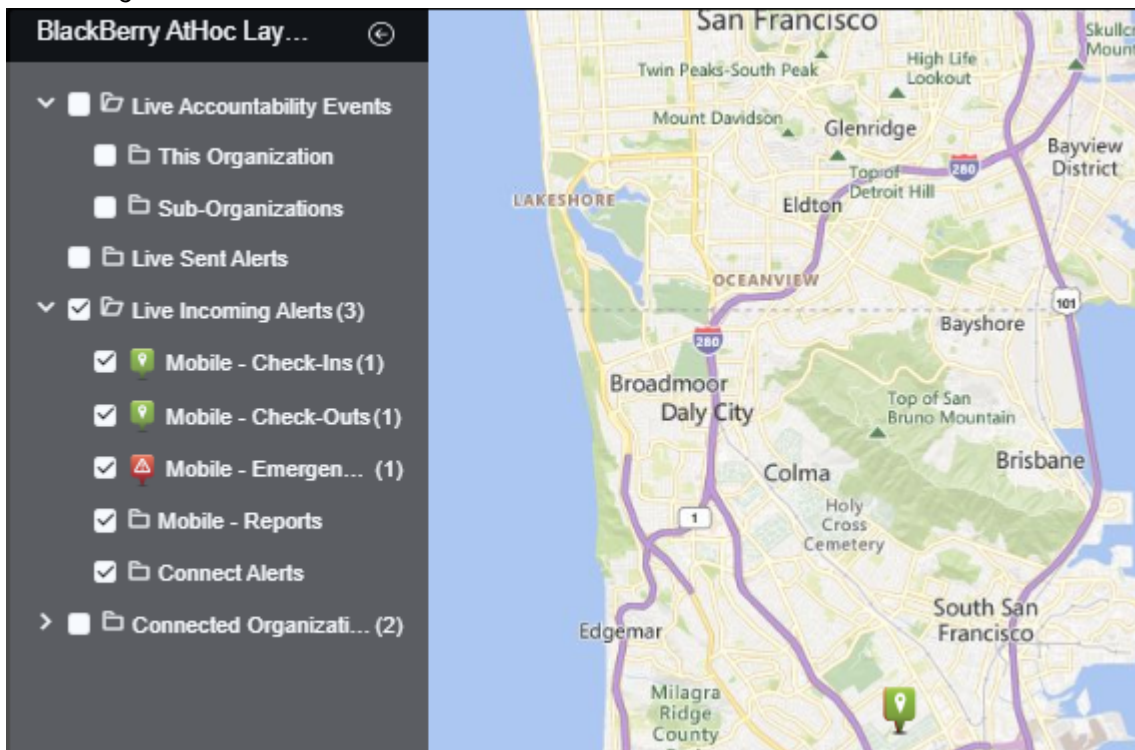 BlackBerry AtHoc Lay...
Live Accountability Events
This Organization
Sub-Organizations
Live Sent Alerts
Live Incoming Alerts (3)
Mobile - Check-Ins (1)
Mobile - Check-Outs (1)
Mobile - Emergen... (1)
Mobile - Reports
Connect Alerts
Connected Organizati... (2)
San Francisco
Twin Peaks-South Peak
High Life
Lookout
Mount Davidson
Glenridge
Bayview
District
Top of
Detroit Hill
280
LAKESHORE
Eldton
OCEANVIEW
101
Bayshore
280
Broadmoor
Daly City
Top of San
Bruno Mountain
Brisbane
Colma
Holy
Cross
Cemetery
1
South San
Francisco
Edgemar
Milagra
Ridge
County